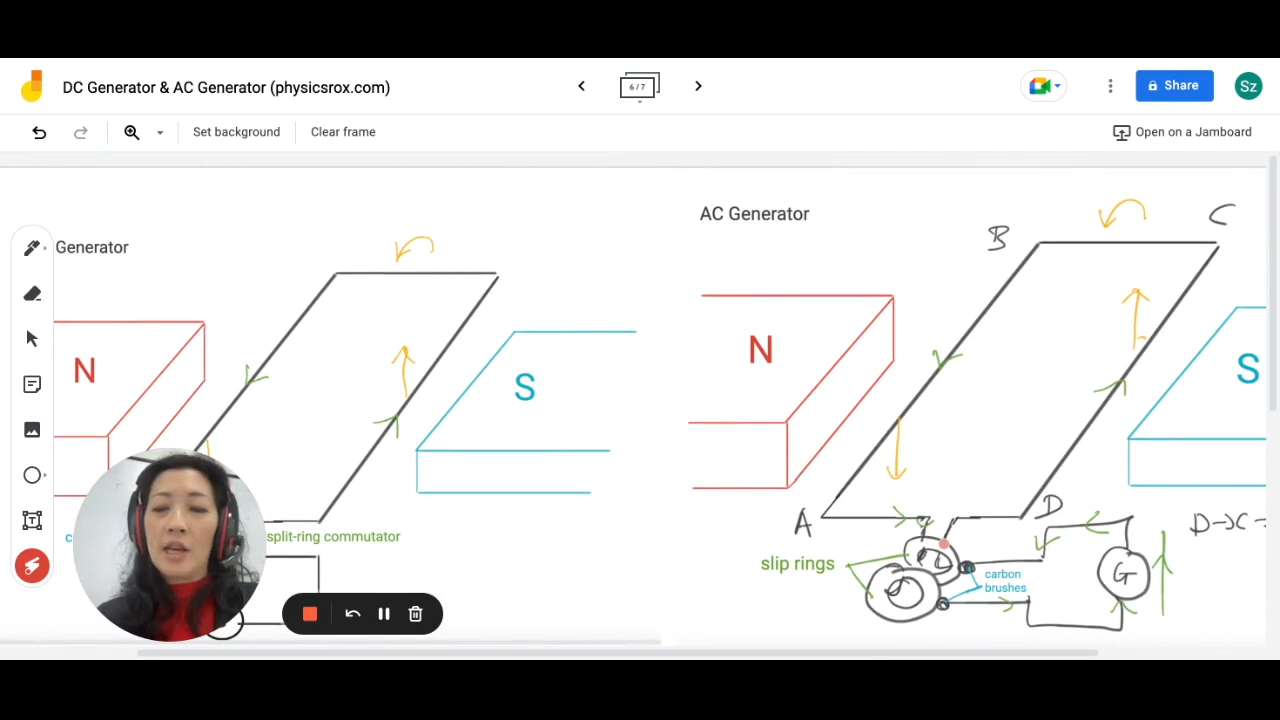 DC Generator & AC Generator (physicsrox.com)
6 / 7
Share
Sz
Set background
Clear frame
Open on a Jamboard
Generator
N
S
c
split-ring commutator
AC Generator
B
C
N
S
A
D
D→C→
slip rings
carbon
brushes
G